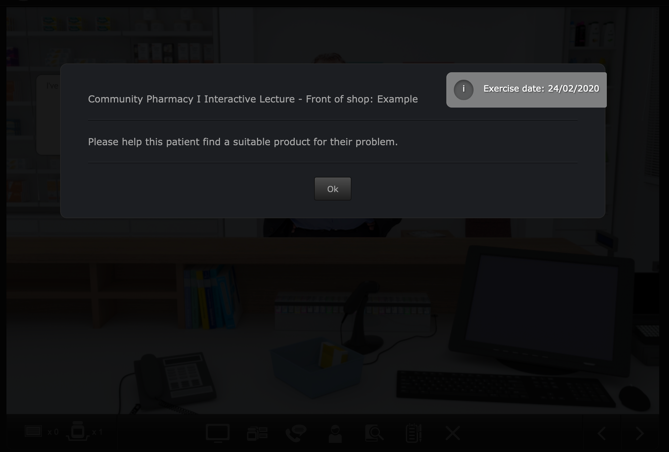 Exercise date: 24/02/2020
Community Pharmacy I Interactive Lecture - Front of shop: Example
Please help this patient find a suitable product for their problem.
Ok